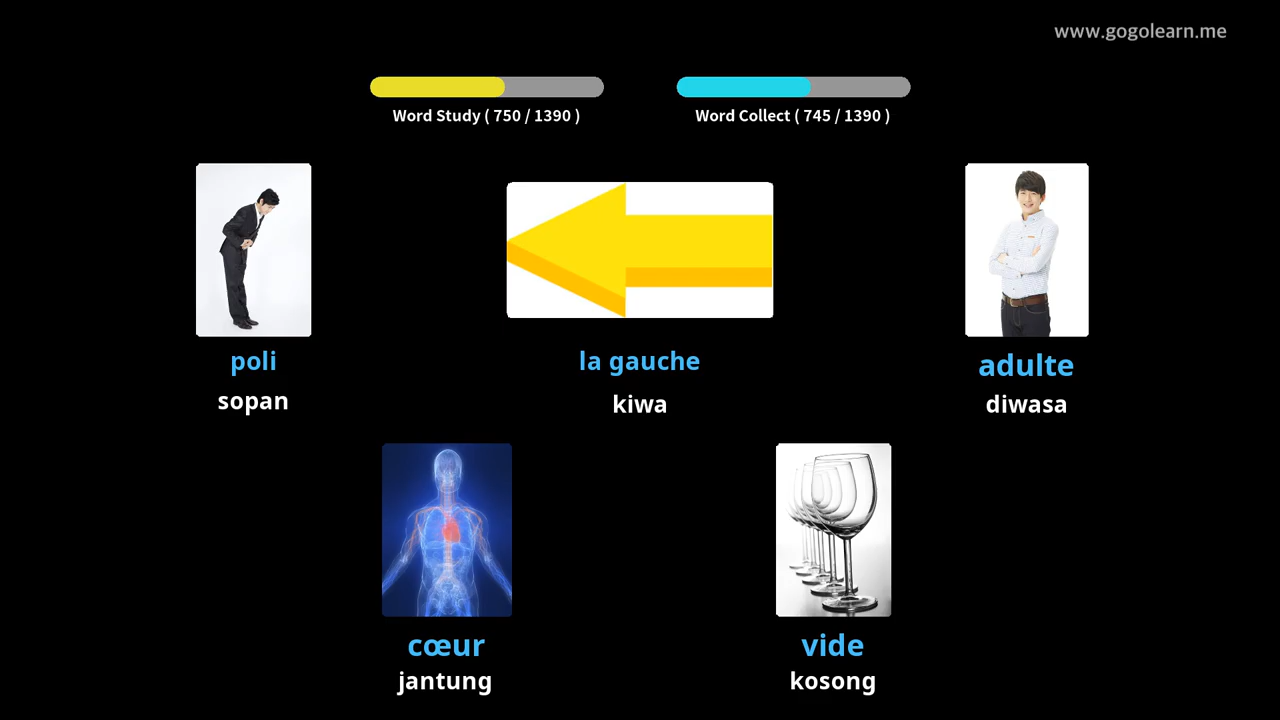 www.gogolearn.me
Word Study ( 750 / 1390 )
Word Collect ( 745 / 1390 )
poli
sopan
la gauche
kiwa
adulte
diwasa
cœur
jantung
vide
kosong